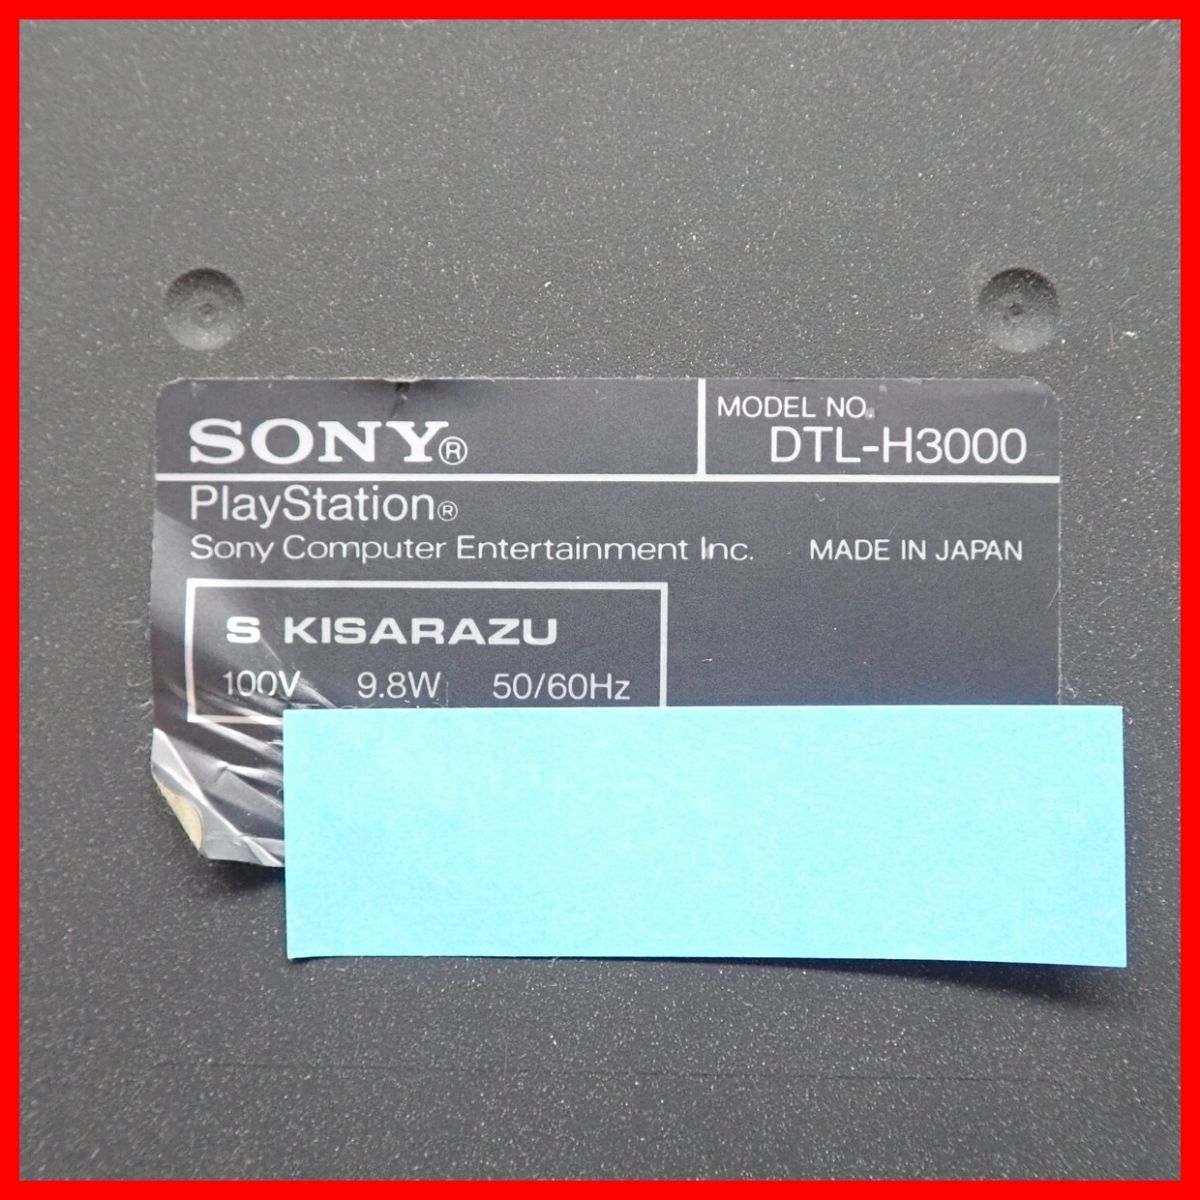 SONY®
MODEL NO.
DTL-H3000
PlayStation®
Sony Computer Entertainment Inc. MADE IN JAPAN
S KISARAZU
100V 9.8W 50/60Hz